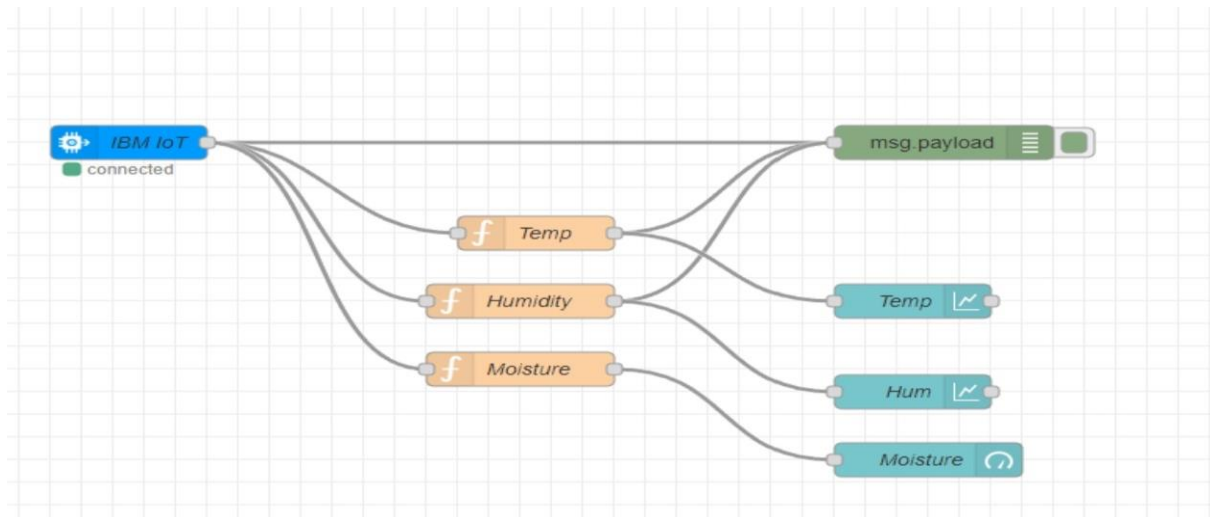 IBM IoT
msg.payload
connected
Temp
Humidity
Temp
Moisture
Hum
Moisture